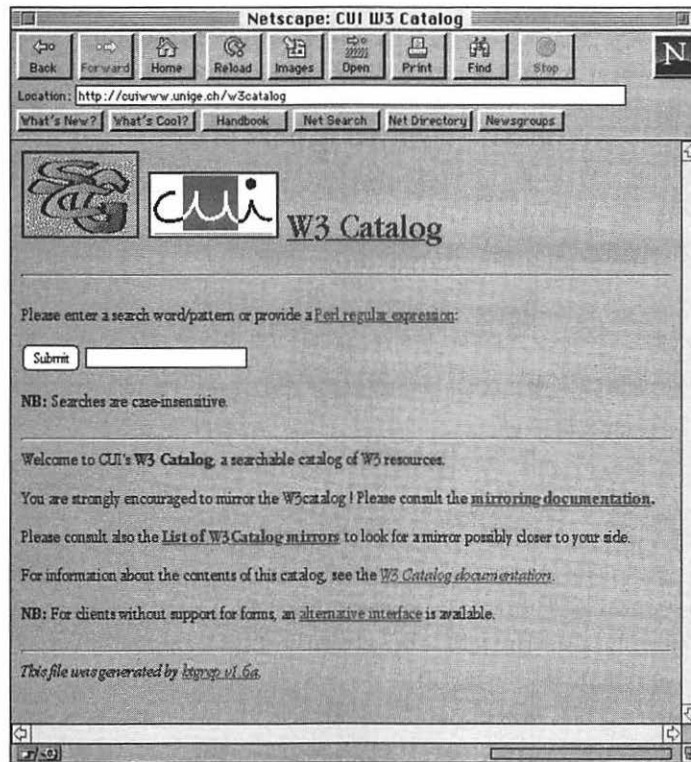 Netscape: CUI W3 Catalog
Back Forward Home Reload Images Open Print Find Stop
N
Location: http://cuiwww.unige.ch/w3catalog
What's New? What's Cool? Handbook Net Search Net Directory Newsgroups
cui W3 Catalog
Please enter a search word/pattern or provide a Perl regular expression:
Submit
NB: Searches are case-insensitive.
Welcome to CUI's W3 Catalog, a searchable catalog of W3 resources.
You are strongly encouraged to mirror the W3catalog ! Please consult the mirroring documentation.
Please consult also the List of W3Catalog mirrors to look for a mirror possibly closer to your side.
For information about the contents of this catalog, see the W3 Catalog documentation.
NB: For clients without support for forms, an alternative interface is available.
This file was generated by htgrep v1.6a.